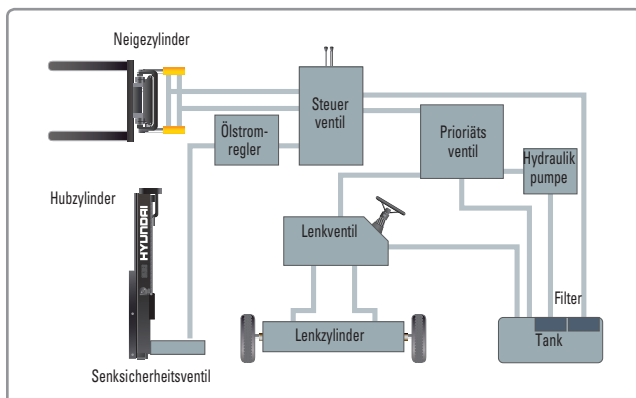 Neigezylinder
Steuer
ventil
Ölstrom-
regler
Prioriäts
ventil
Hydraulik
pumpe
Hubzylinder
HYUNDAI
Lenkventil
Filter
Lenkzylinder
Tank
Senksicherheitsventil